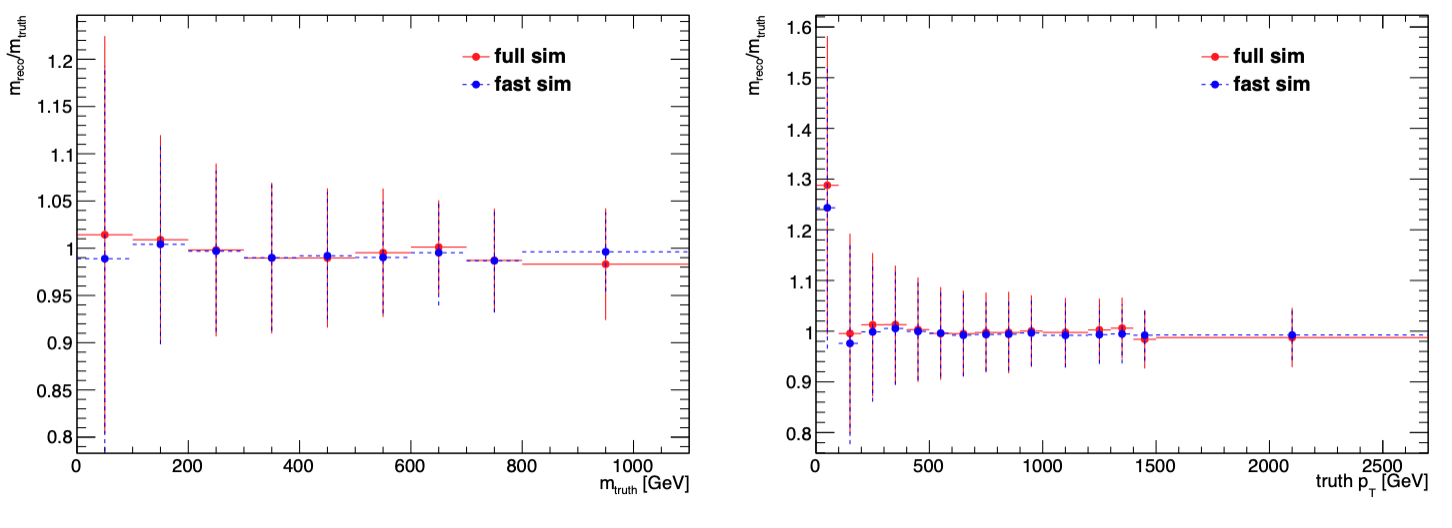 m_reco/m_truth
full sim
fast sim
1.2
1.15
1.1
1.05
1
0.95
0.9
0.85
0.8
0 200 400 600 800 1000
m_truth [GeV]
m_reco/m_truth
full sim
fast sim
1.6
1.5
1.4
1.3
1.2
1.1
1
0.9
0.8
0 500 1000 1500 2000 2500
truth p_T [GeV]